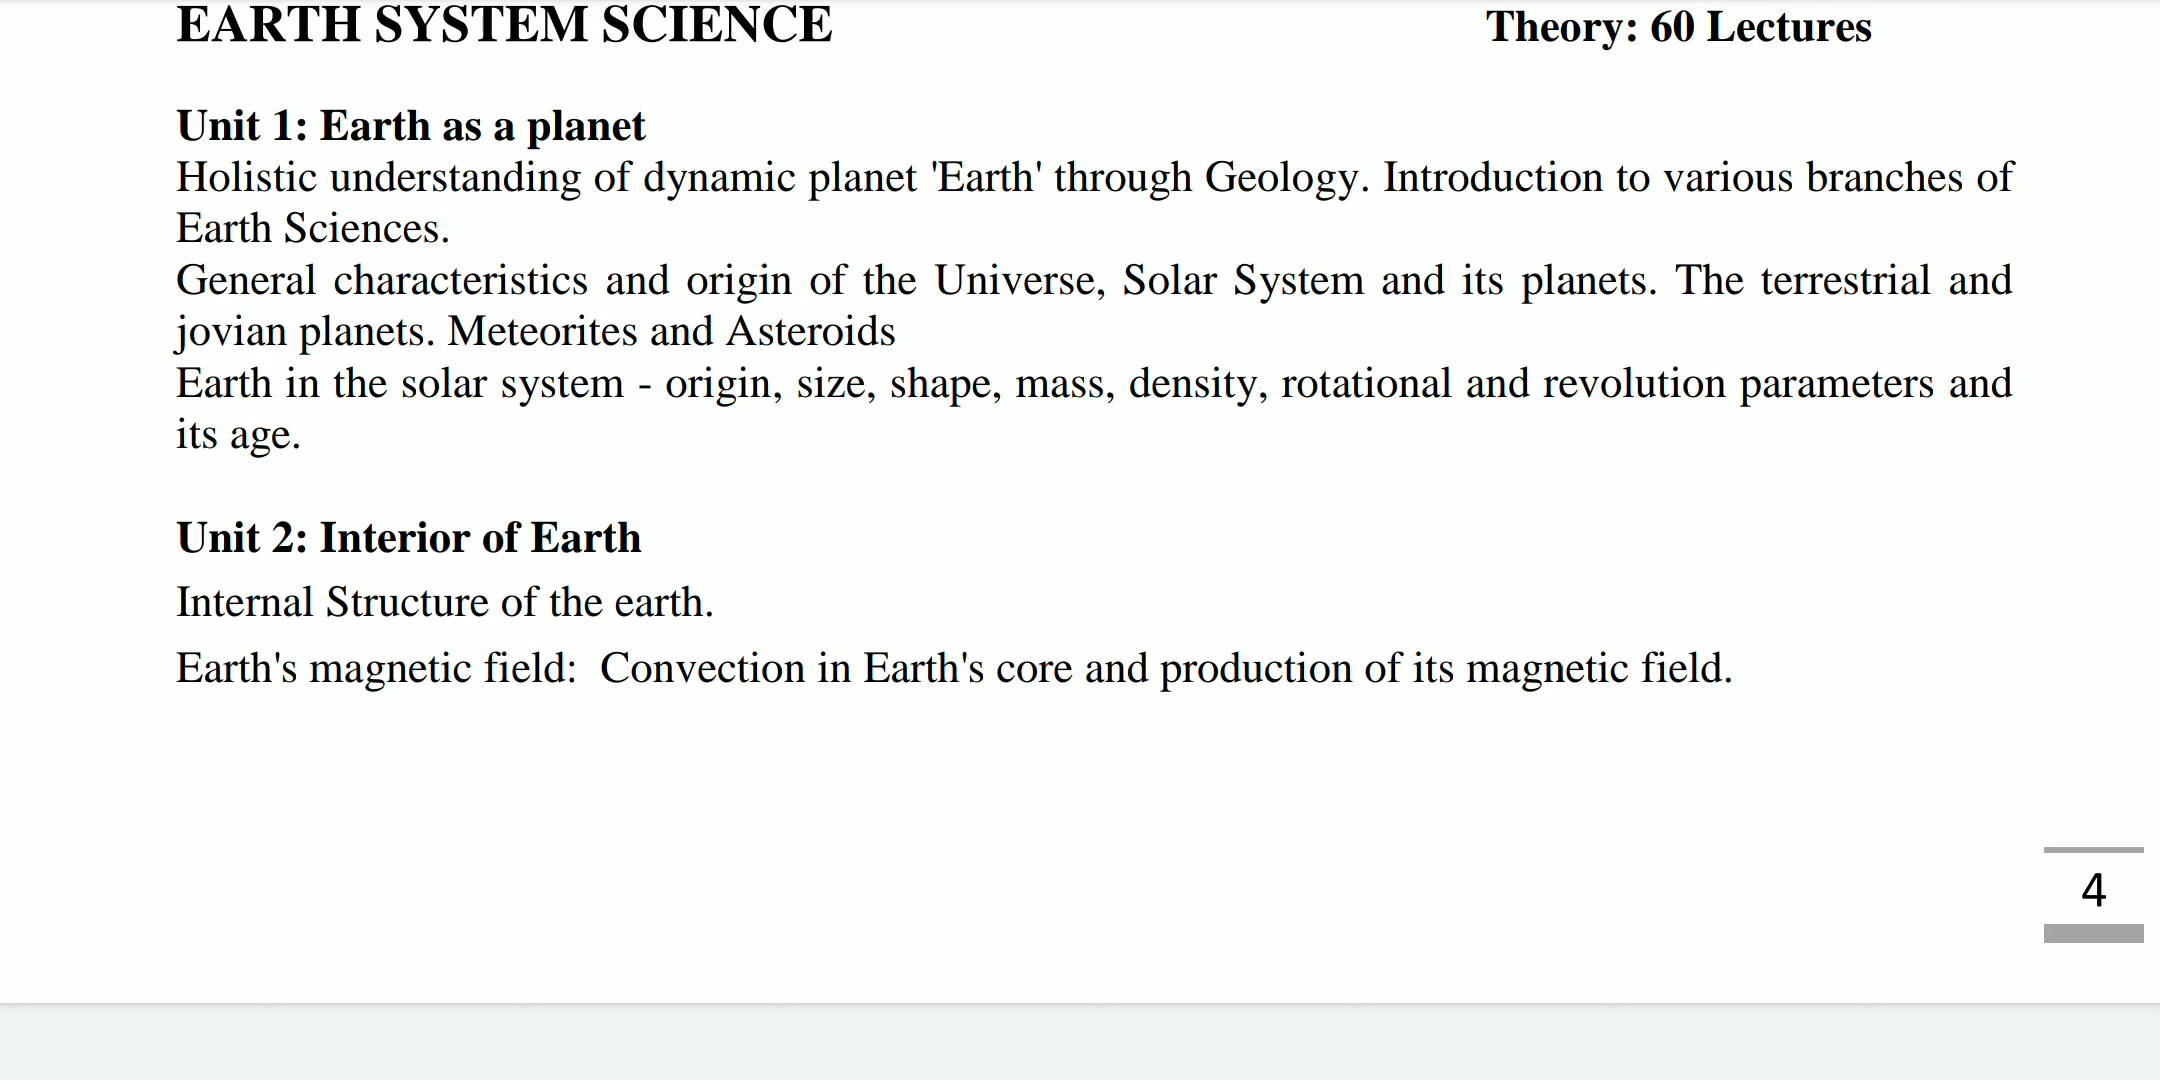 EARTH SYSTEM SCIENCE Theory: 60 Lectures
Unit 1: Earth as a planet
Holistic understanding of dynamic planet 'Earth' through Geology. Introduction to various branches of
Earth Sciences.
General characteristics and origin of the Universe, Solar System and its planets. The terrestrial and
jovian planets. Meteorites and Asteroids
Earth in the solar system - origin, size, shape, mass, density, rotational and revolution parameters and
its age.
Unit 2: Interior of Earth
Internal Structure of the earth.
Earth's magnetic field:  Convection in Earth's core and production of its magnetic field.
4